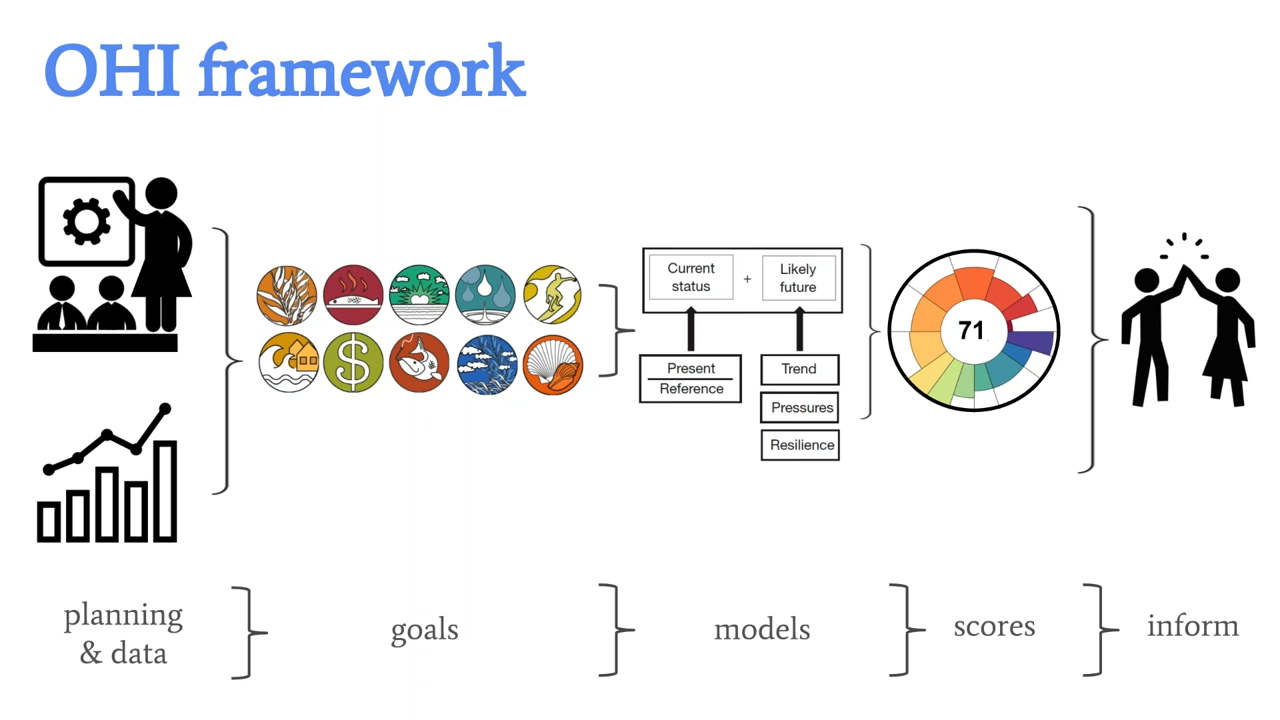 OHI framework
Current
status
+
Likely
future
Present
Reference
Trend
Pressures
Resilience
$
71
planning
& data
goals
models
scores
inform